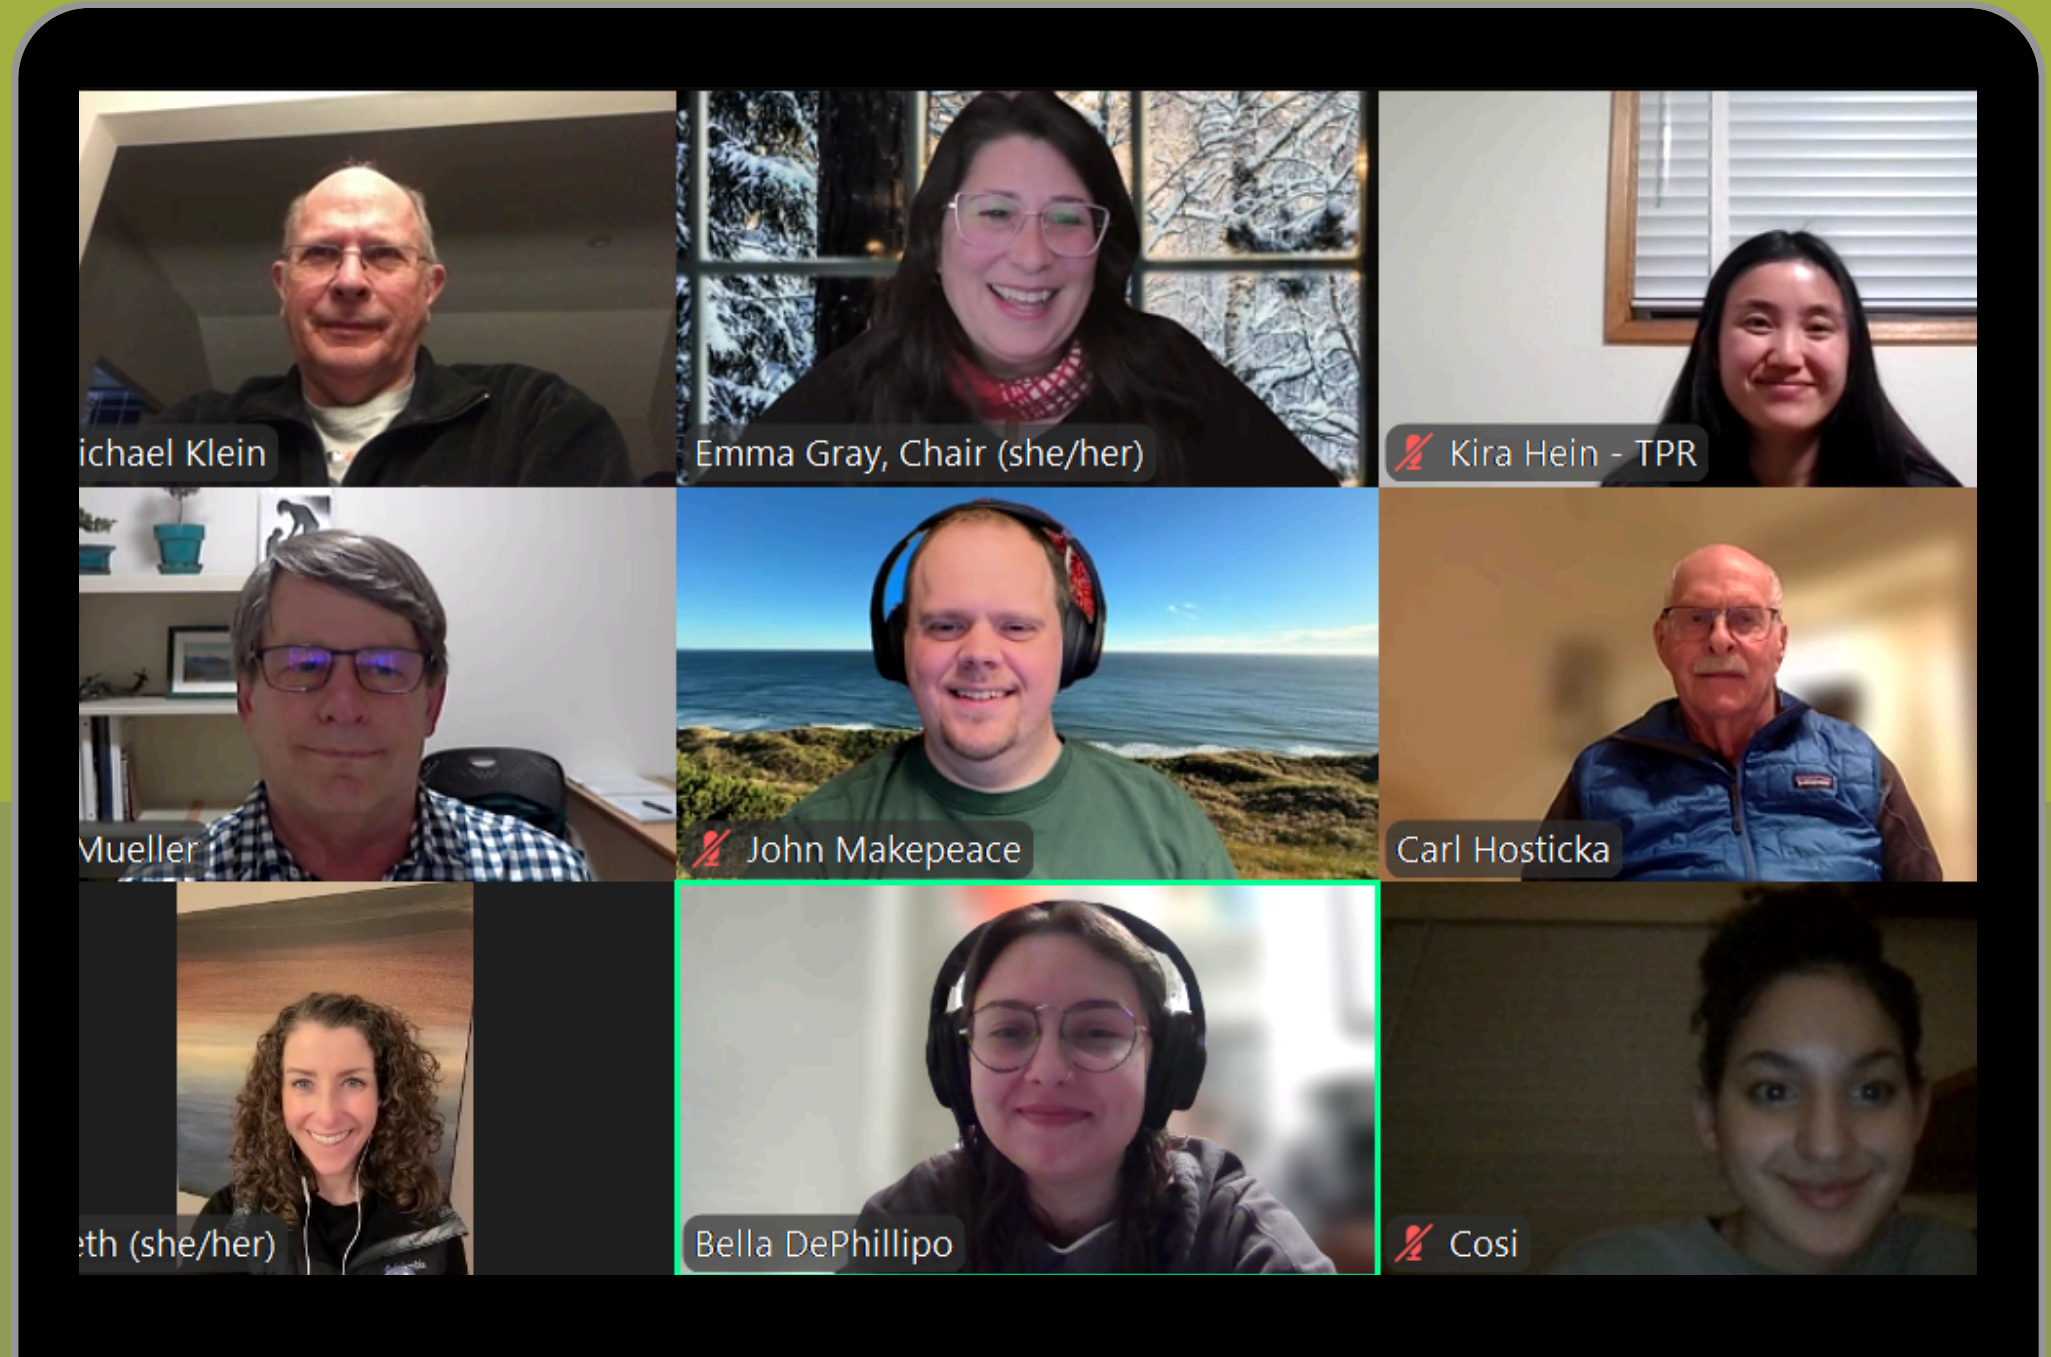 ichael Klein
Emma Gray, Chair (she/her)
Kira Hein - TPR
Mueller
John Makepeace
Carl Hosticka
eth (she/her)
Bella DePhillipo
Cosi